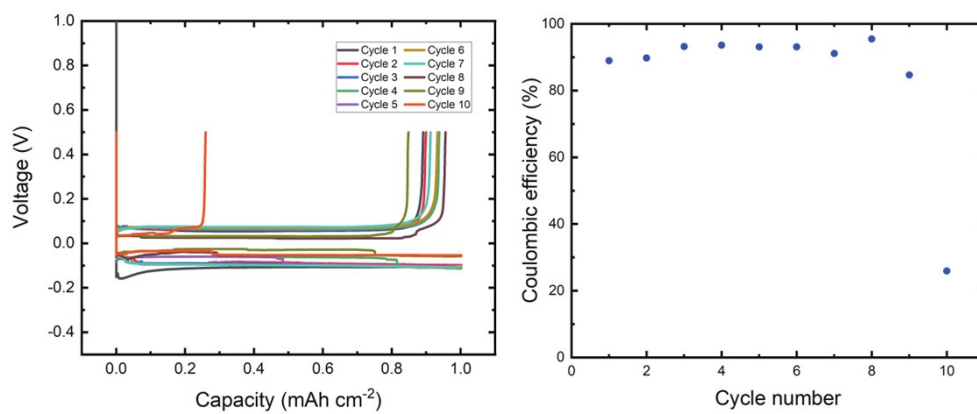 1.0
0.8
0.6
0.4
0.2
0.0
-0.2
-0.4
Voltage (V)
Cycle 1 Cycle 6
Cycle 2 Cycle 7
Cycle 3 Cycle 8
Cycle 4 Cycle 9
Cycle 5 Cycle 10
0.0 0.2 0.4 0.6 0.8 1.0
Capacity (mAh cm⁻²)
100
80
60
40
20
0
Coulombic efficiency (%)
0 2 4 6 8 10
Cycle number